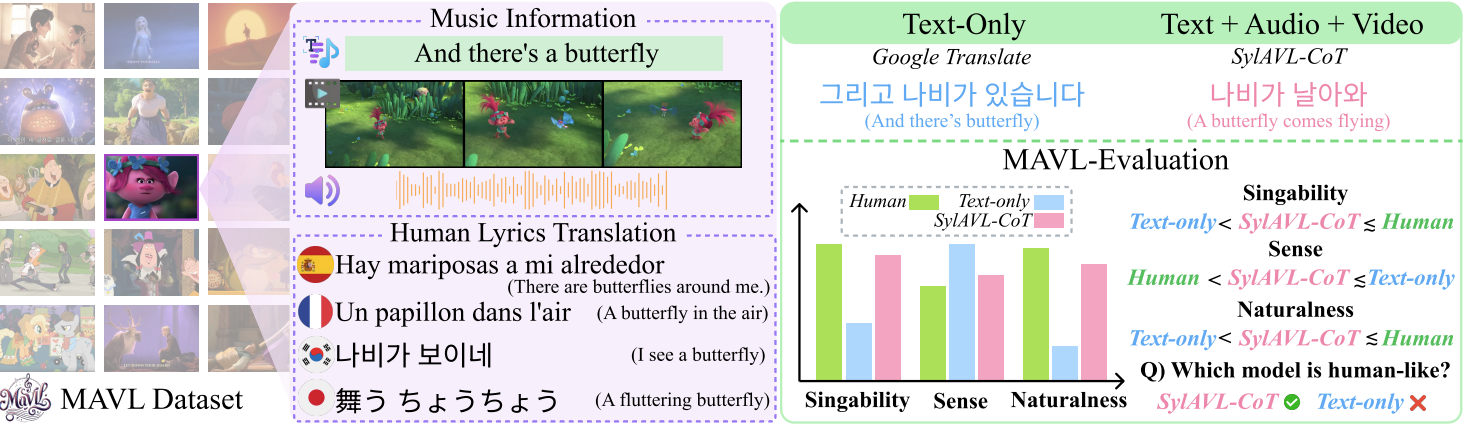 MAVL Dataset
Music Information
And there's a butterfly
Human Lyrics Translation
Hay mariposas a mi alrededor
(There are butterflies around me.)
Un papillon dans l'air (A butterfly in the air)
나비가 보이네 (I see a butterfly)
舞う ちょうちょう (A fluttering butterfly)
Text-Only
Google Translate
그리고 나비가 있습니다
(And there's butterfly)
Text + Audio + Video
SylAVL-CoT
나비가 날아와
(A butterfly comes flying)
MAVL-Evaluation
Human Text-only
SylAVL-CoT
Singability Sense Naturalness
Singability
Text-only < SylAVL-CoT ≲ Human
Sense
Human < SylAVL-CoT ≲ Text-only
Naturalness
Text-only < SylAVL-CoT ≲ Human
Q) Which model is human-like?
SylAVL-CoT ✅ Text-only ❌